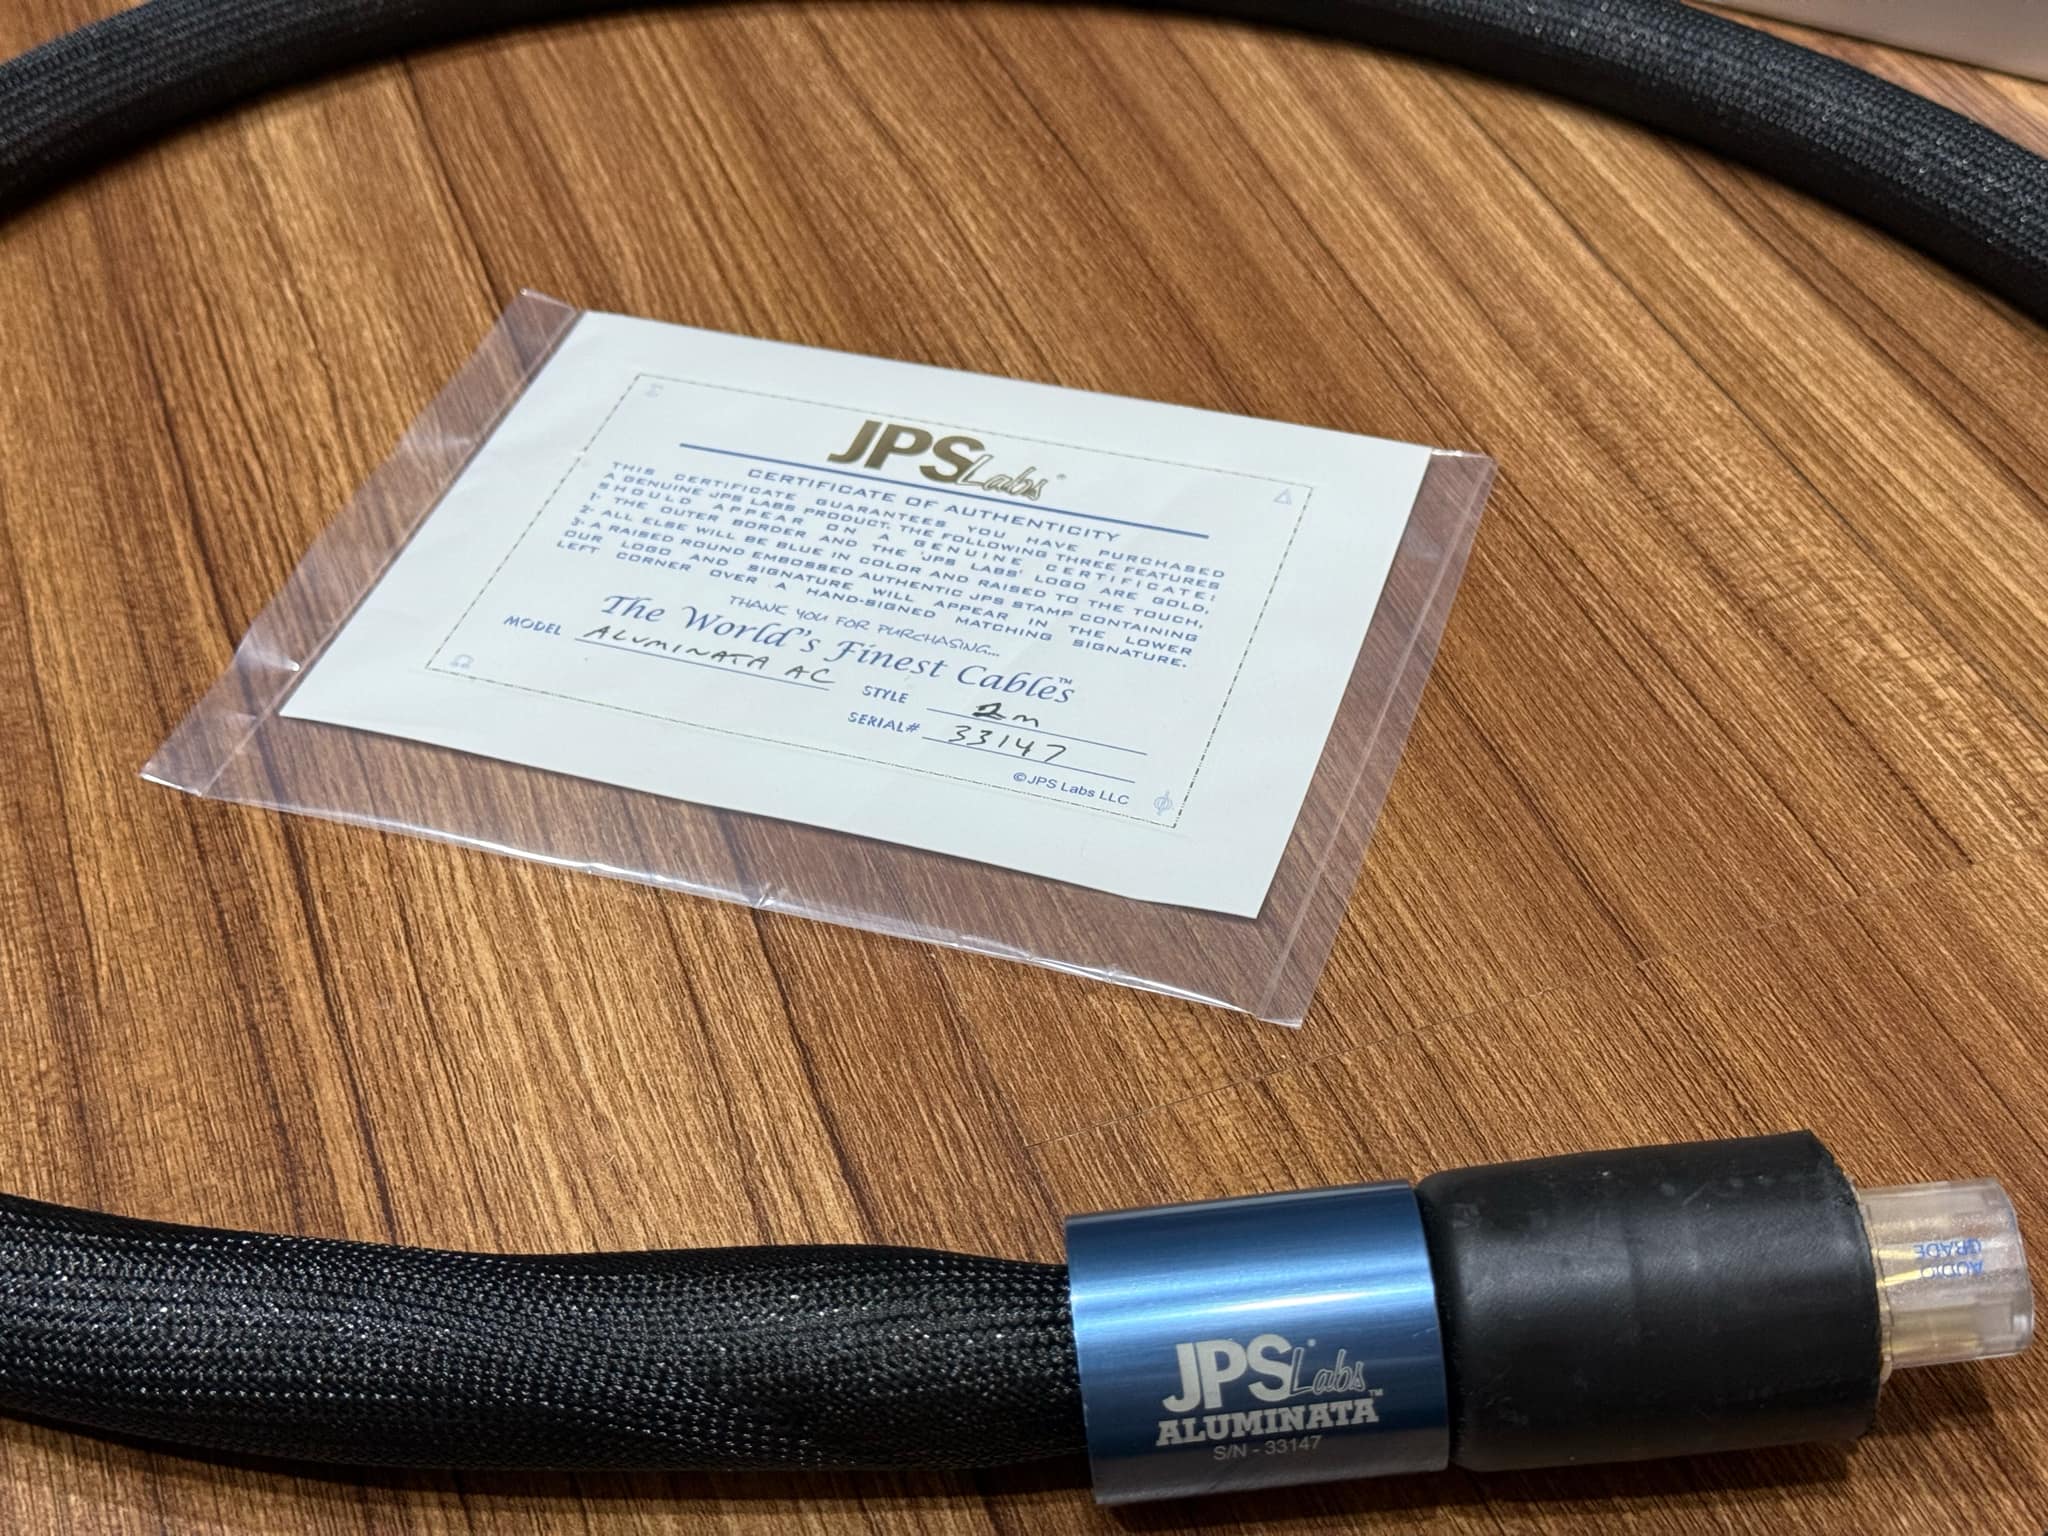 JPS Labs®
CERTIFICATE OF AUTHENTICITY
THIS CERTIFICATE GUARANTEES YOU HAVE PURCHASED
A GENUINE JPS LABS PRODUCT. THE FOLLOWING THREE FEATURES
SHOULD APPEAR ON A GENUINE CERTIFICATE:
1- THE OUTER BORDER AND THE 'JPS LABS' LOGO ARE GOLD,
2- ALL ELSE WILL BE BLUE IN COLOR AND RAISED TO THE TOUCH,
3- A RAISED ROUND EMBOSSED AUTHENTIC JPS STAMP CONTAINING
OUR LOGO AND SIGNATURE WILL APPEAR IN THE LOWER
LEFT CORNER OVER A HAND-SIGNED MATCHING SIGNATURE.
THANK YOU FOR PURCHASING...
The World's Finest Cables™
MODEL ALUMINATA AC
STYLE 2m
SERIAL# 33147
©JPS Labs LLC
JPS Labs®
ALUMINATA™
S/N - 33147
AUDIO
GRADE